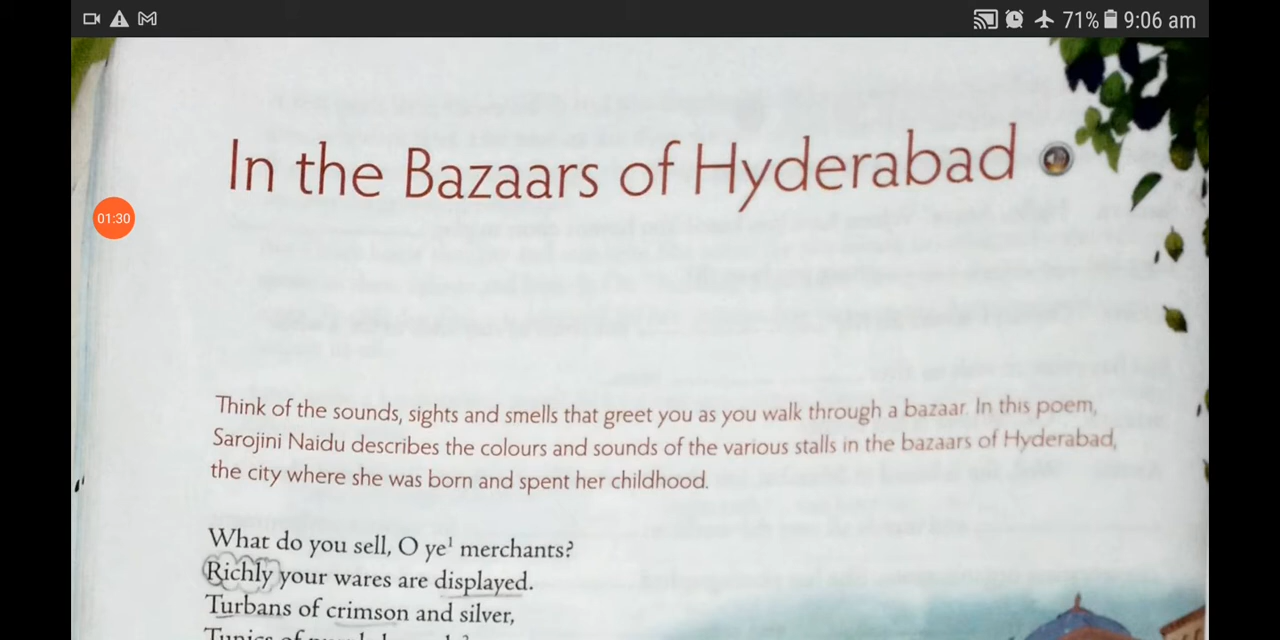 71% 9:06 am
In the Bazaars of Hyderabad
01:30
Think of the sounds, sights and smells that greet you as you walk through a bazaar. In this poem,
Sarojini Naidu describes the colours and sounds of the various stalls in the bazaars of Hyderabad,
the city where she was born and spent her childhood.
What do you sell, O ye¹ merchants?
Richly your wares are displayed.
Turbans of crimson and silver,